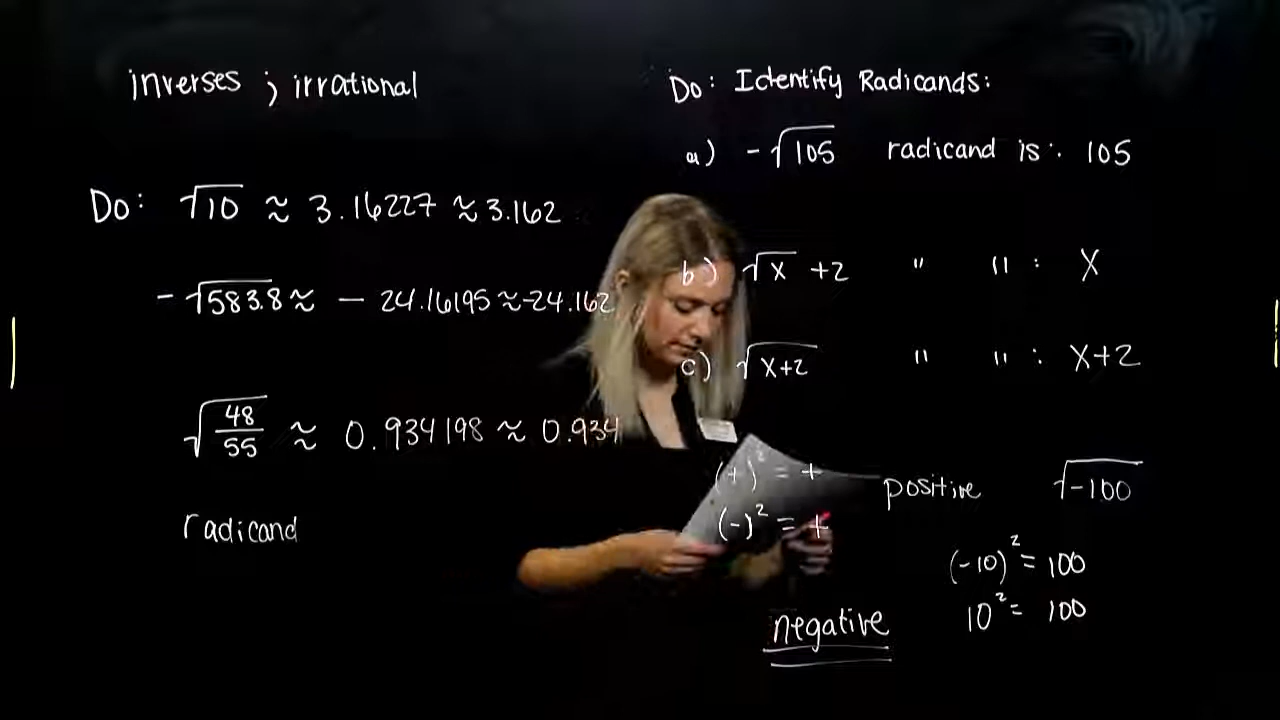 inverses ; irrational
Do: √10 ≈ 3.16227 ≈ 3.162
-√583.8 ≈ - 24.16195 ≈ -24.162
√48/55 ≈ 0.934198 ≈ 0.934
radicand
Do: Identify Radicands:
a) -√105 radicand is: 105
b) √x +2 " " : x
c) √x+2 " " : x+2
(+)² = + positive √-100
(-)² = +
(-10)² = 100
10² = 100
negative